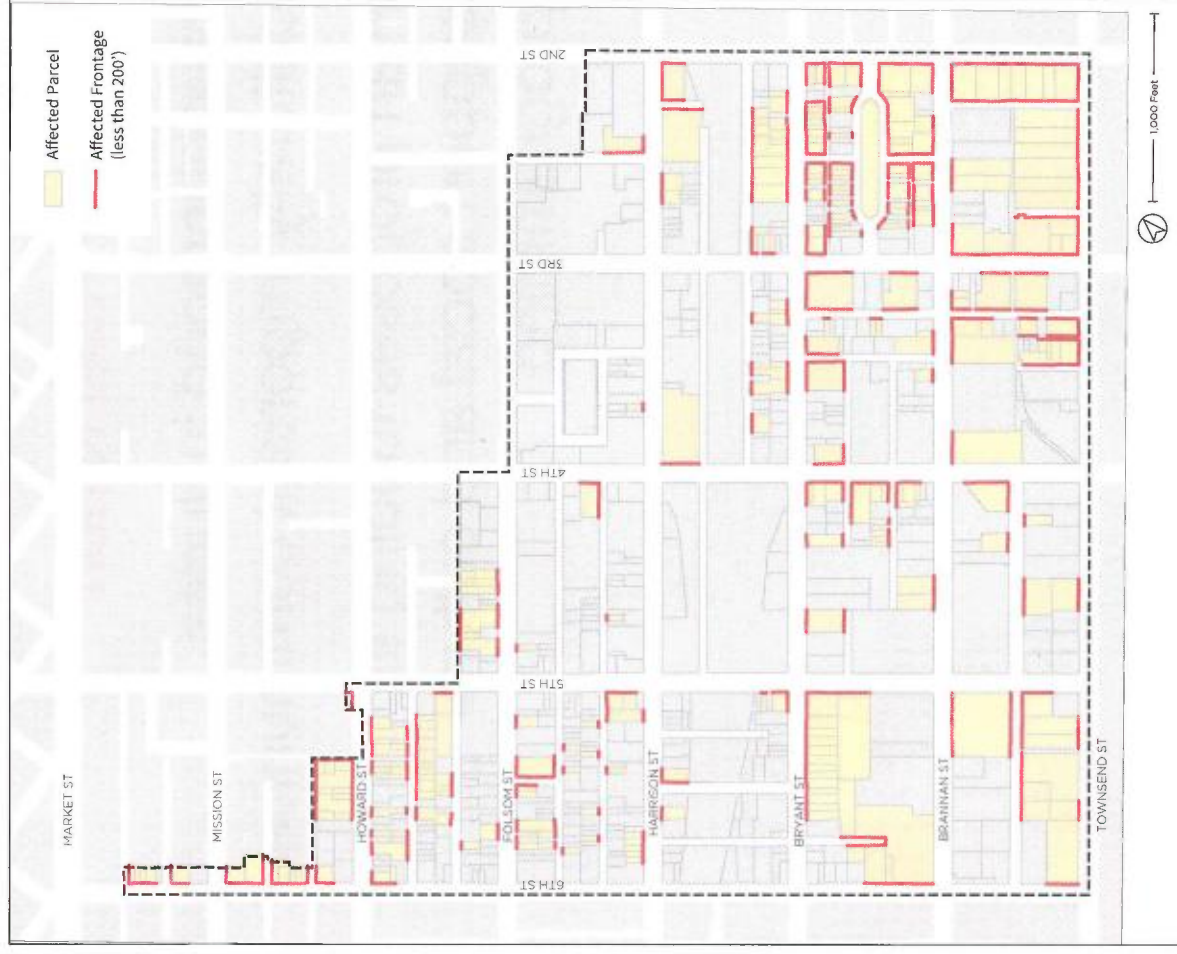 Affected Parcel
Affected Frontage
(less than 200')
2ND ST
3RD ST
4TH ST
5TH ST
6TH ST
MARKET ST
MISSION ST
HOWARD ST
FOLSOM ST
HARRISON ST
BRYANT ST
BRANNAN ST
TOWNSEND ST
1,000 Feet